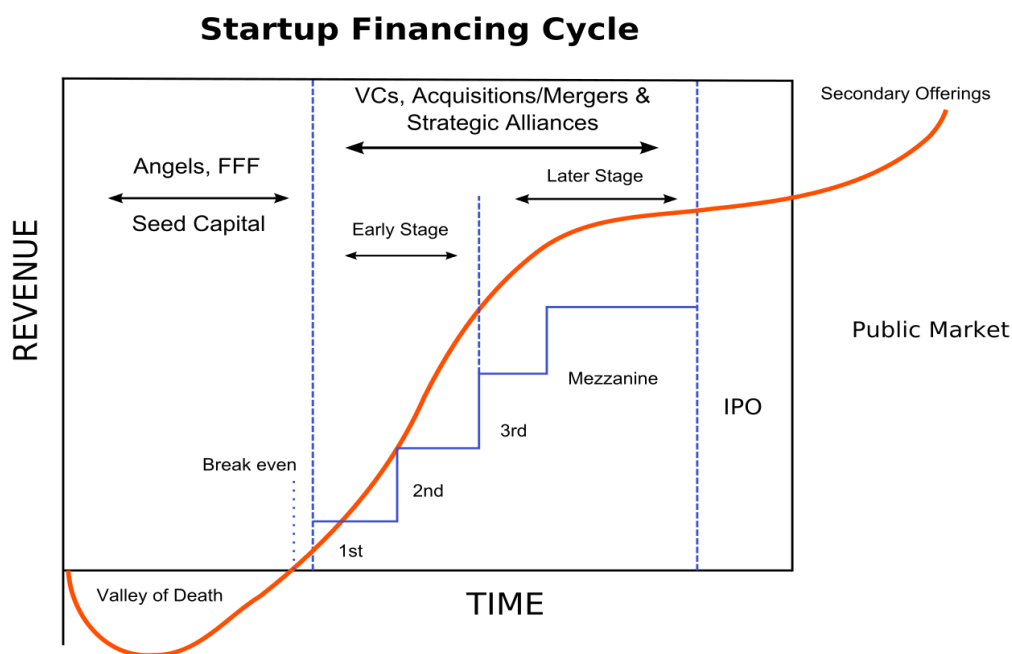 Startup Financing Cycle
VCs, Acquisitions/Mergers &
Strategic Alliances
Secondary Offerings
Angels, FFF
Later Stage
Seed Capital
Early Stage
REVENUE
Public Market
Mezzanine
IPO
3rd
Break even
2nd
1st
Valley of Death
TIME